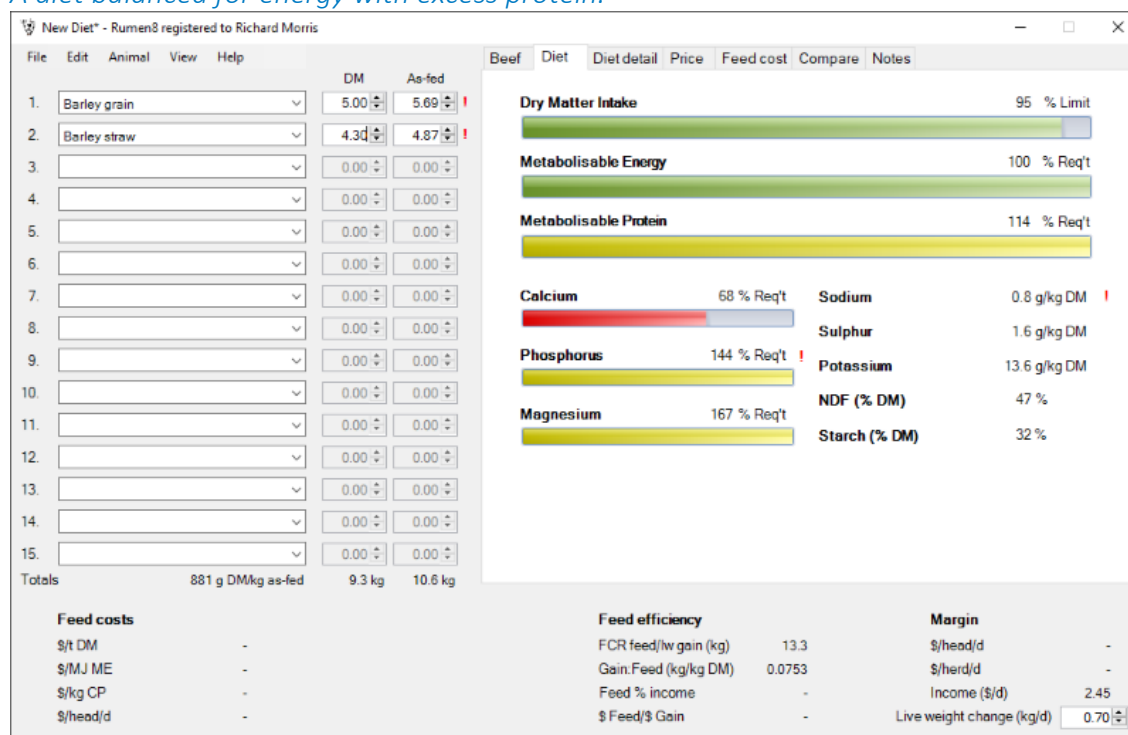 A diet balanced for energy with excess protein.
New Diet* - Rumen8 registered to Richard Morris
File Edit Animal View Help
Beef Diet Diet detail Price Feed cost Compare Notes
DM As-fed
1. Barley grain 5.00 5.69 !
2. Barley straw 4.30 4.87 !
3. 0.00 0.00
4. 0.00 0.00
5. 0.00 0.00
6. 0.00 0.00
7. 0.00 0.00
8. 0.00 0.00
9. 0.00 0.00
10. 0.00 0.00
11. 0.00 0.00
12. 0.00 0.00
13. 0.00 0.00
14. 0.00 0.00
15. 0.00 0.00
Totals 881 g DM/kg as-fed 9.3 kg 10.6 kg
Dry Matter Intake 95 % Limit
Metabolisable Energy 100 % Req't
Metabolisable Protein 114 % Req't
Calcium 68 % Req't
Phosphorus 144 % Req't !
Magnesium 167 % Req't
Sodium 0.8 g/kg DM !
Sulphur 1.6 g/kg DM
Potassium 13.6 g/kg DM
NDF (% DM) 47 %
Starch (% DM) 32 %
Feed costs
$/t DM -
$/MJ ME -
$/kg CP -
$/head/d -
Feed efficiency
FCR feed/lw gain (kg) 13.3
Gain:Feed (kg/kg DM) 0.0753
Feed % income -
$ Feed/$ Gain -
Margin
$/head/d -
$/herd/d -
Income ($/d) 2.45
Live weight change (kg/d) 0.70